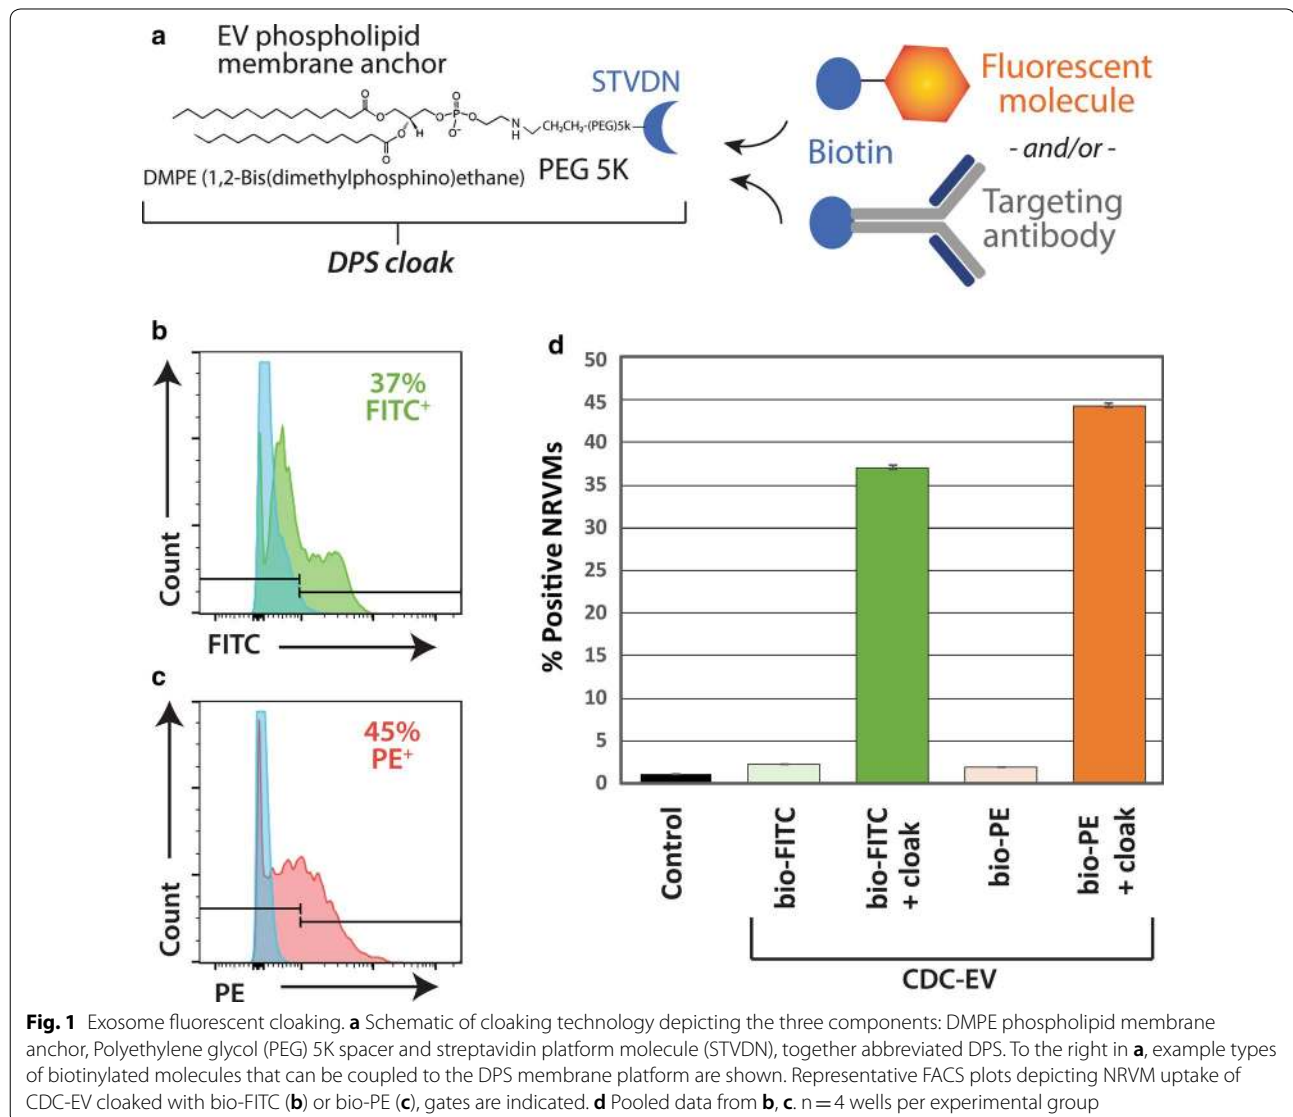 a
EV phospholipid
membrane anchor
O
O
O
O
P
O
O⁻
O
O
H
N
H
CH₂CH₂-(PEG)5k
STVDN
DMPE (1,2-Bis(dimethylphosphino)ethane)
PEG 5K
DPS cloak
Biotin
Fluorescent
molecule
- and/or -
Targeting
antibody
b
37%
FITC⁺
Count
FITC
c
45%
PE⁺
Count
PE
d
% Positive NRVMs
50
45
40
35
30
25
20
15
10
5
0
Control
bio-FITC
bio-FITC
+ cloak
bio-PE
bio-PE
+ cloak
CDC-EV
Fig. 1 Exosome fluorescent cloaking. a Schematic of cloaking technology depicting the three components: DMPE phospholipid membrane
anchor, Polyethylene glycol (PEG) 5K spacer and streptavidin platform molecule (STVDN), together abbreviated DPS. To the right in a, example types
of biotinylated molecules that can be coupled to the DPS membrane platform are shown. Representative FACS plots depicting NRVM uptake of
CDC-EV cloaked with bio-FITC (b) or bio-PE (c), gates are indicated. d Pooled data from b, c. n = 4 wells per experimental group